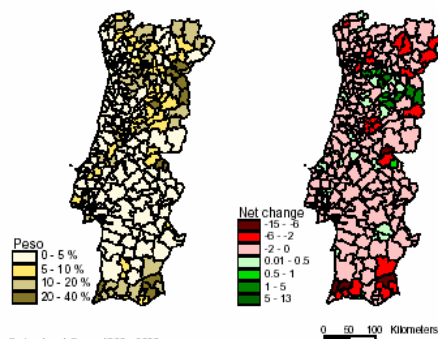 Peso
0 - 5 %
5 - 10 %
10 - 20 %
20 - 40 %
Net change
-15 - -6
-6 - -2
-2 - 0
0.01 - 0.5
0.5 - 1
1 - 5
5 - 13
0 50 100 Kilometers